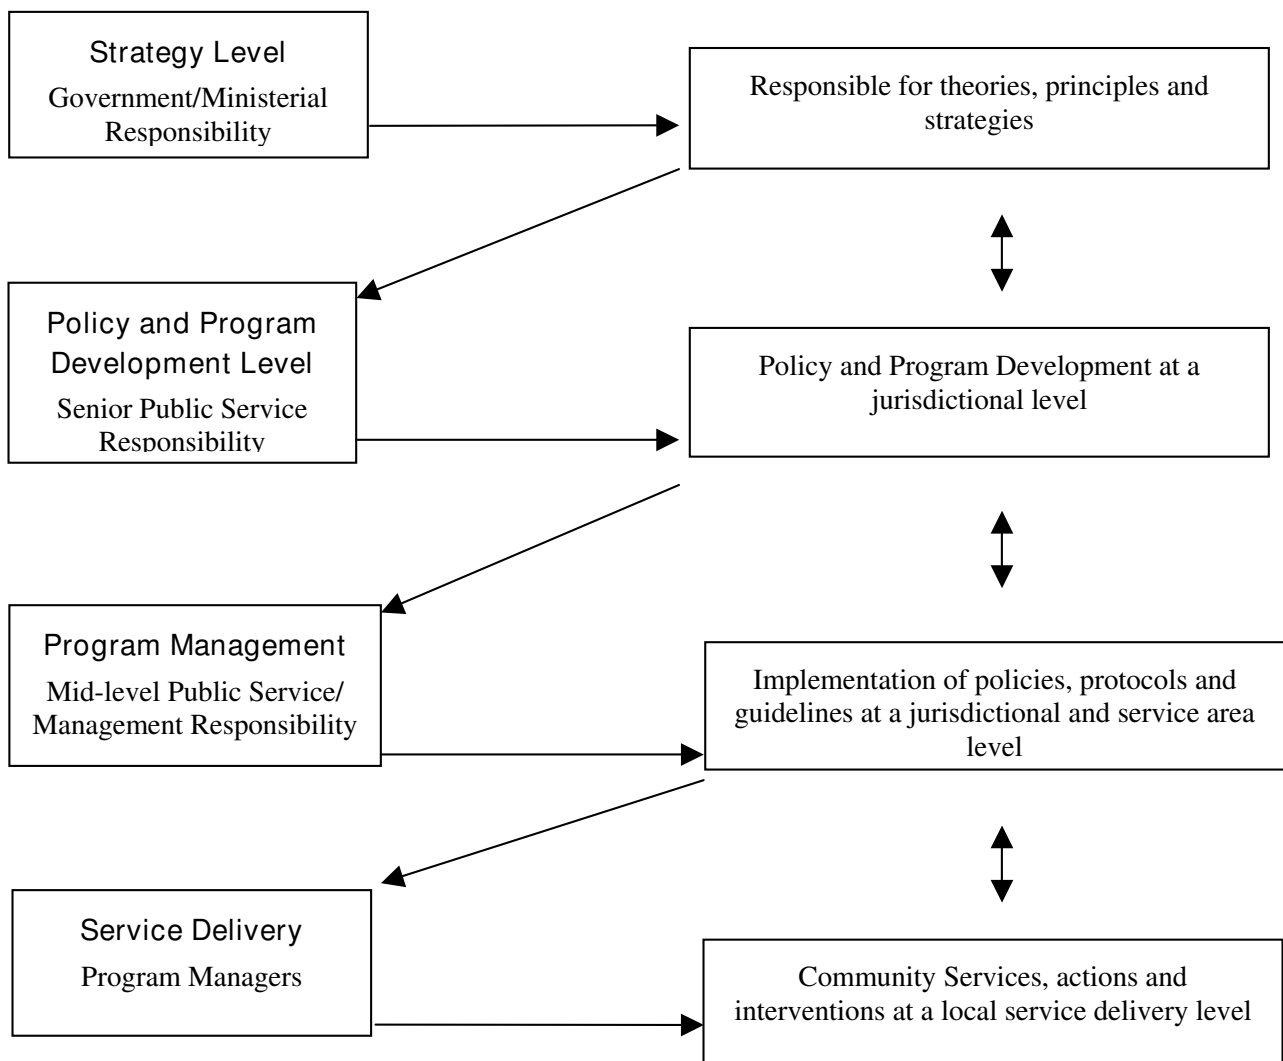 Strategy Level
Government/Ministerial
Responsibility
Responsible for theories, principles and
strategies
Policy and Program
Development Level
Senior Public Service
Responsibility
Policy and Program Development at a
jurisdictional level
Program Management
Mid-level Public Service/
Management Responsibility
Implementation of policies, protocols and
guidelines at a jurisdictional and service area
level
Service Delivery
Program Managers
Community Services, actions and
interventions at a local service delivery level